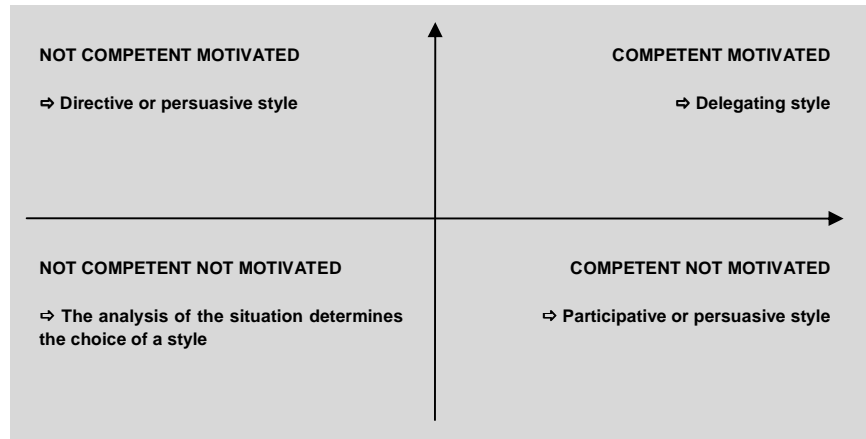 NOT COMPETENT MOTIVATED
⇨ Directive or persuasive style
COMPETENT MOTIVATED
⇨ Delegating style
NOT COMPETENT NOT MOTIVATED
⇨ The analysis of the situation determines
the choice of a style
COMPETENT NOT MOTIVATED
⇨ Participative or persuasive style